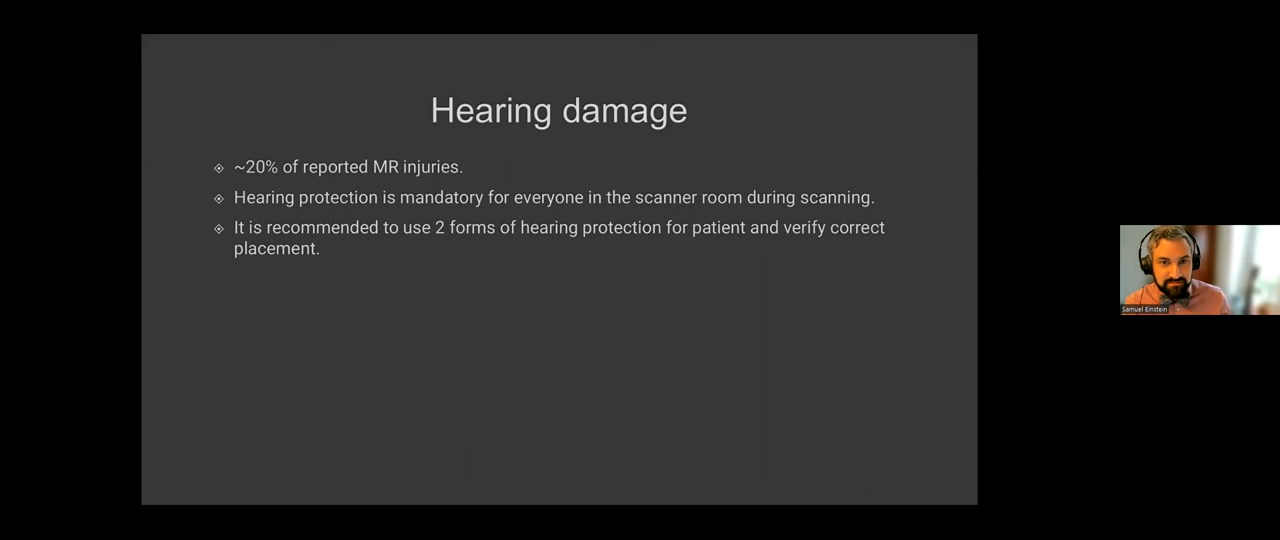 Hearing damage
~20% of reported MR injuries.
Hearing protection is mandatory for everyone in the scanner room during scanning.
It is recommended to use 2 forms of hearing protection for patient and verify correct
placement.
Samuel Einstein